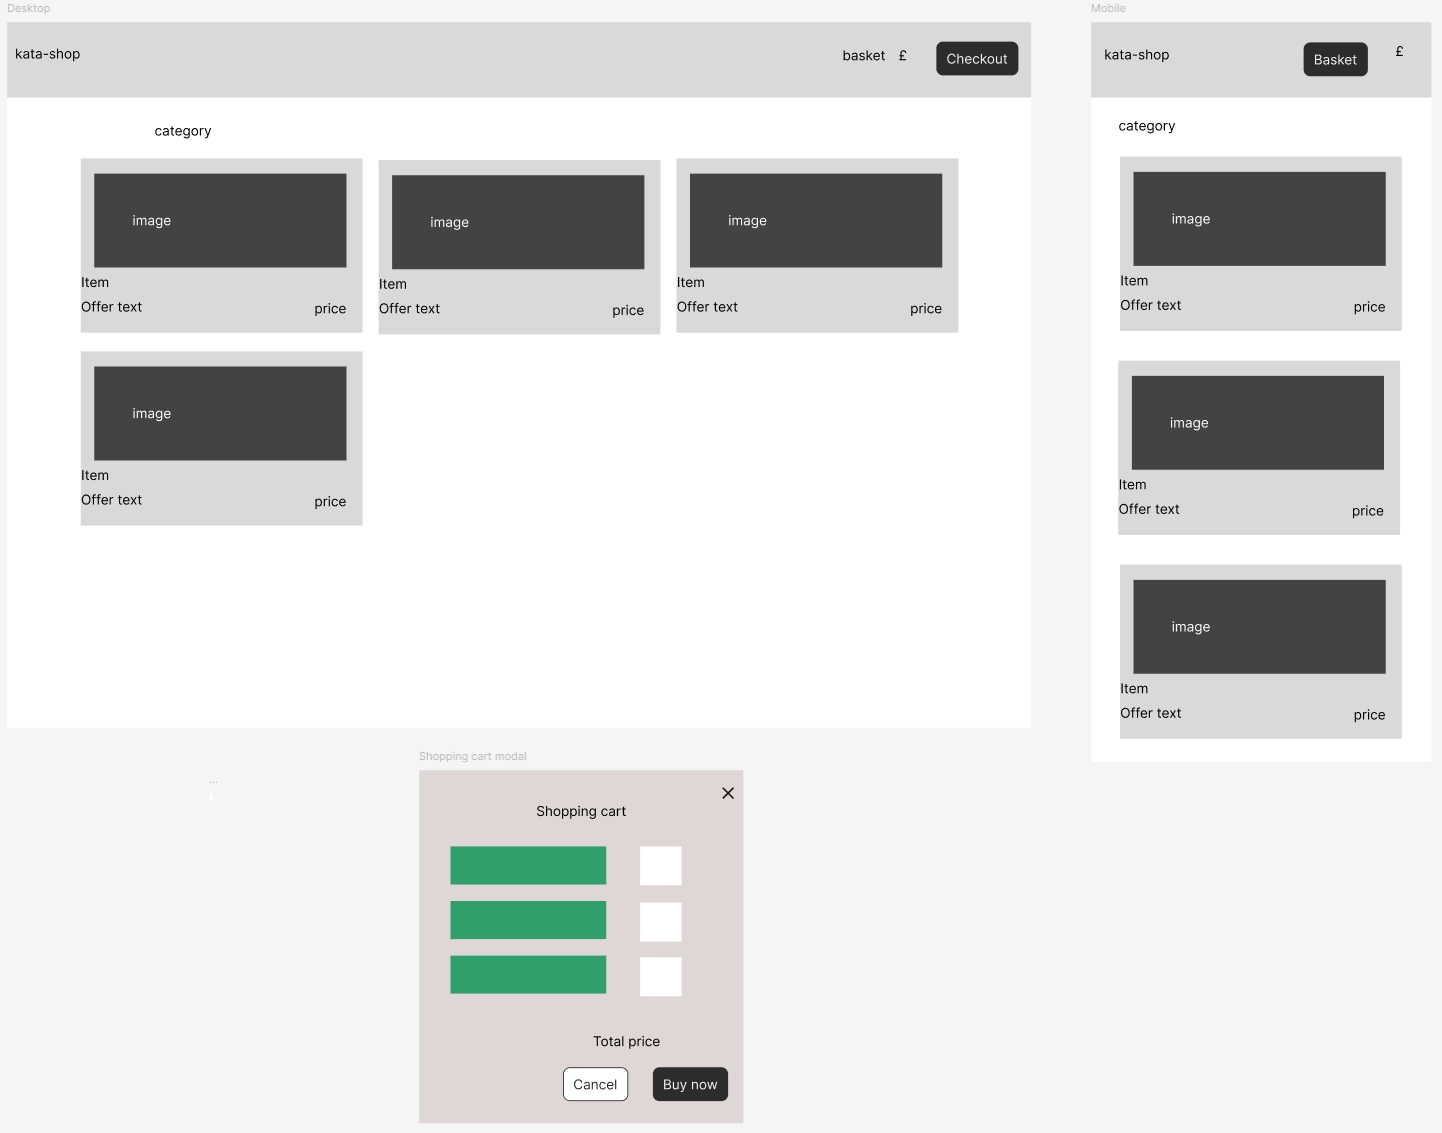 Desktop
kata-shop
basket £
Checkout
category
image
Item
Offer text
price
image
Item
Offer text
price
image
Item
Offer text
price
image
Item
Offer text
price
Mobile
kata-shop
Basket
£
category
image
Item
Offer text
price
image
Item
Offer text
price
image
Item
Offer text
price
...
Shopping cart modal
Shopping cart
Total price
Cancel
Buy now